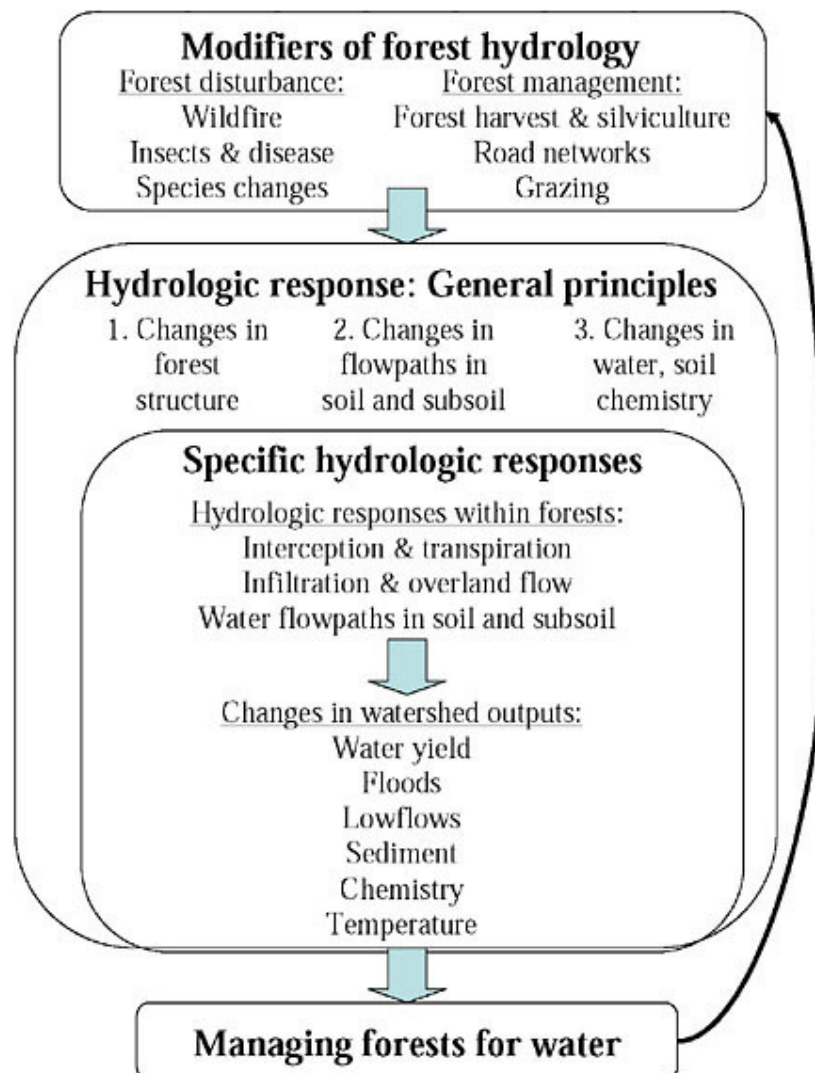 Modifiers of forest hydrology
Forest disturbance:
Wildfire
Insects & disease
Species changes
Forest management:
Forest harvest & silviculture
Road networks
Grazing
Hydrologic response: General principles
1. Changes in
forest
structure
2. Changes in
flowpaths in
soil and subsoil
3. Changes in
water, soil
chemistry
Specific hydrologic responses
Hydrologic responses within forests:
Interception & transpiration
Infiltration & overland flow
Water flowpaths in soil and subsoil
Changes in watershed outputs:
Water yield
Floods
Lowflows
Sediment
Chemistry
Temperature
Managing forests for water